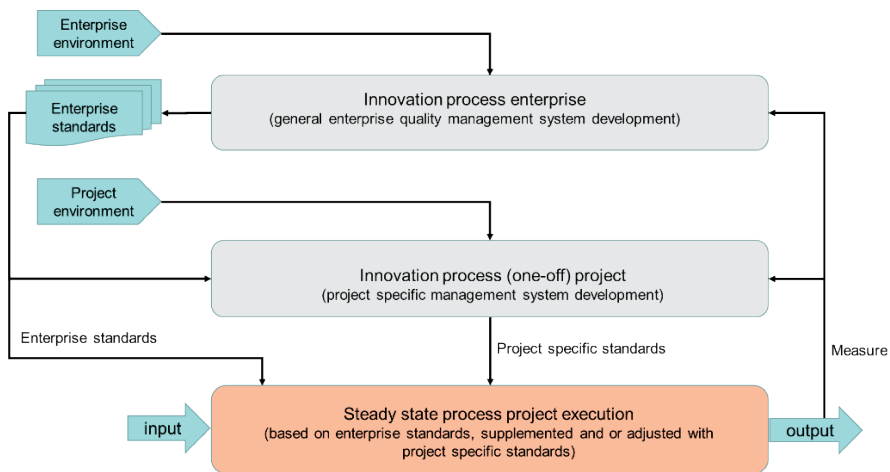 Enterprise
environment
Innovation process enterprise
(general enterprise quality management system development)
Enterprise
standards
Project
environment
Innovation process (one-off) project
(project specific management system development)
Enterprise standards
Project specific standards
Measure
input
Steady state process project execution
(based on enterprise standards, supplemented and or adjusted with
project specific standards)
output